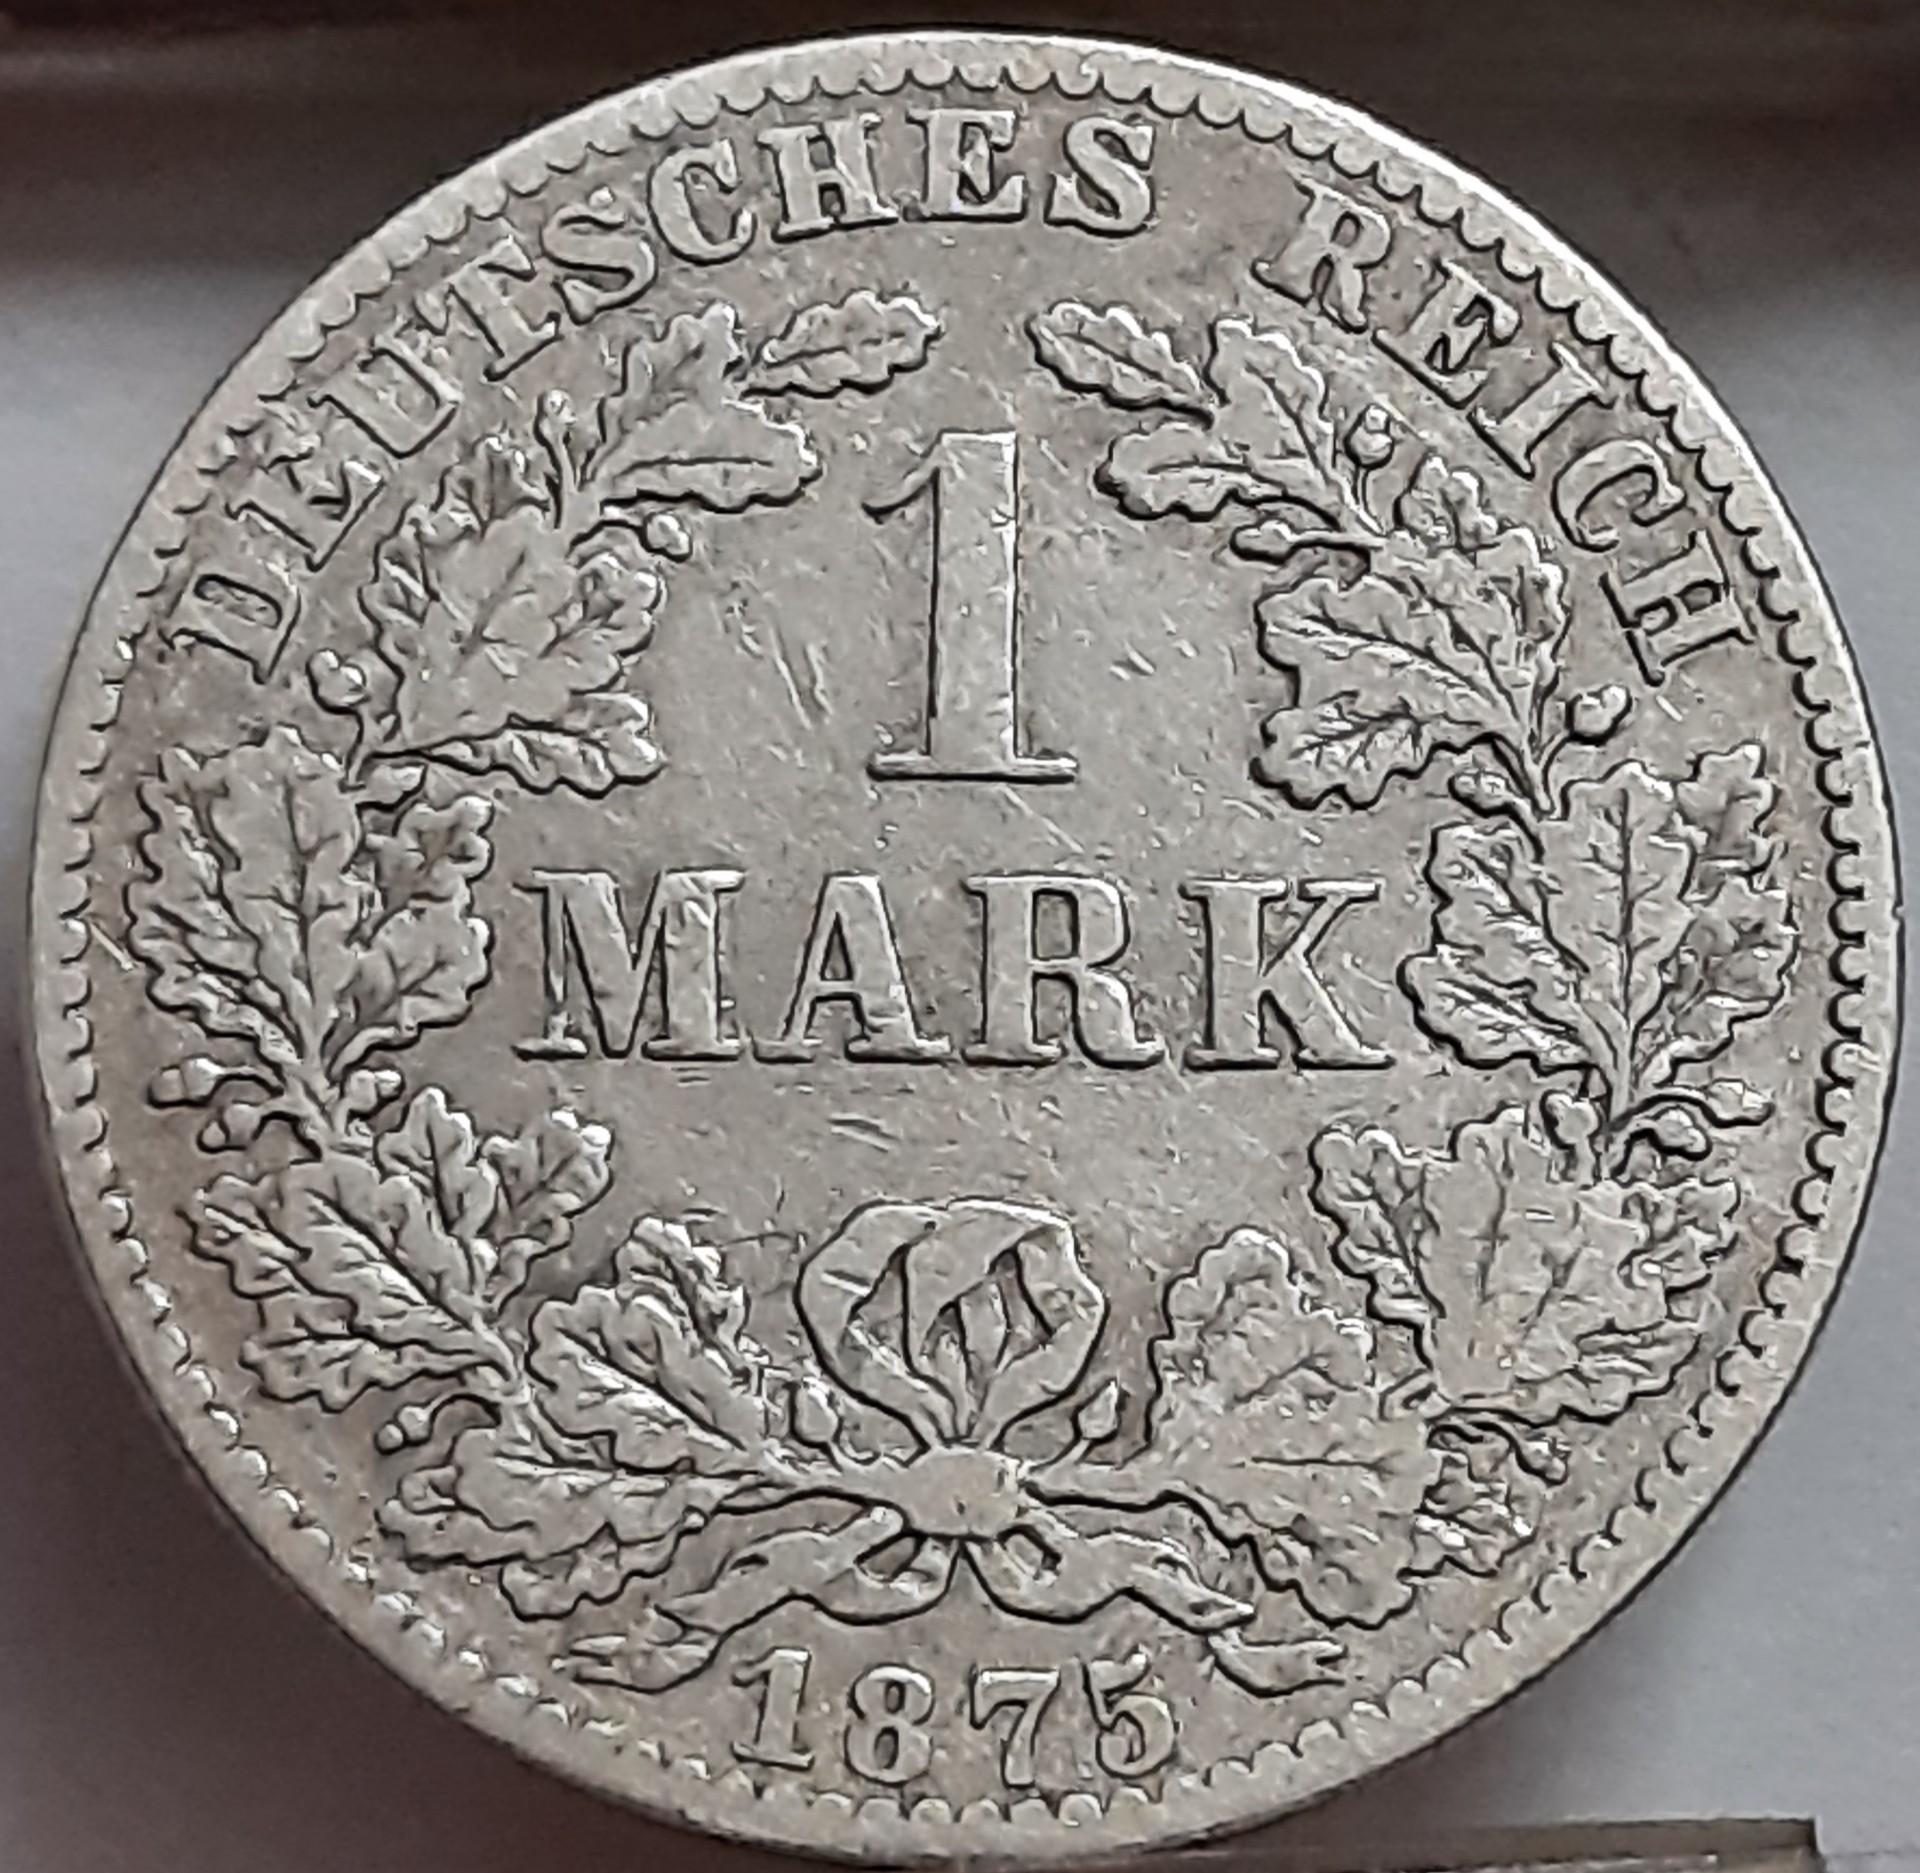 DEUTSCHES REICH
1
MARK
1875